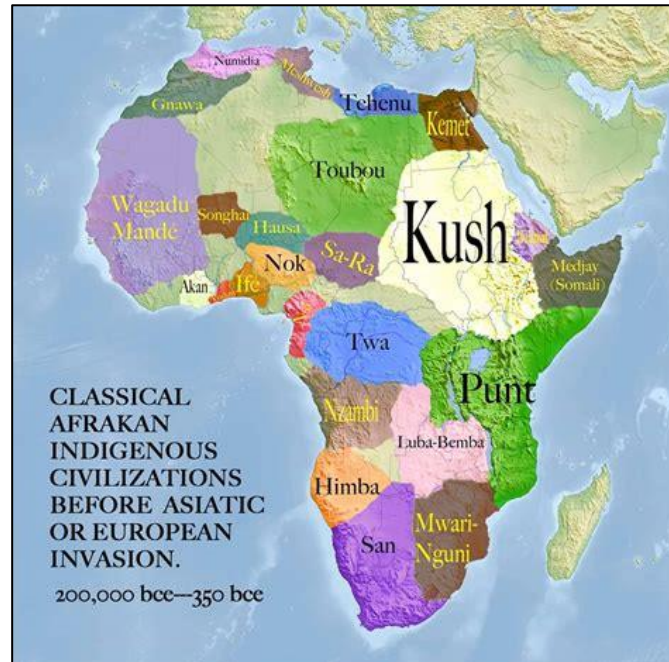 Numidia
Meshwesh
Gnawa
Tehenu
Kemet
Toubou
Wagadu
Mandé
Songhai
Hausa
Kush
Nok
Sa-Ra
Medjay
(Somali)
Akan
Ife
Twa
Punt
Nzambi
Luba-Bemba
Himba
Mwari-
Nguni
San
CLASSICAL
AFRAKAN
INDIGENOUS
CIVILIZATIONS
BEFORE ASIATIC
OR EUROPEAN
INVASION.
200,000 bce—350 bce